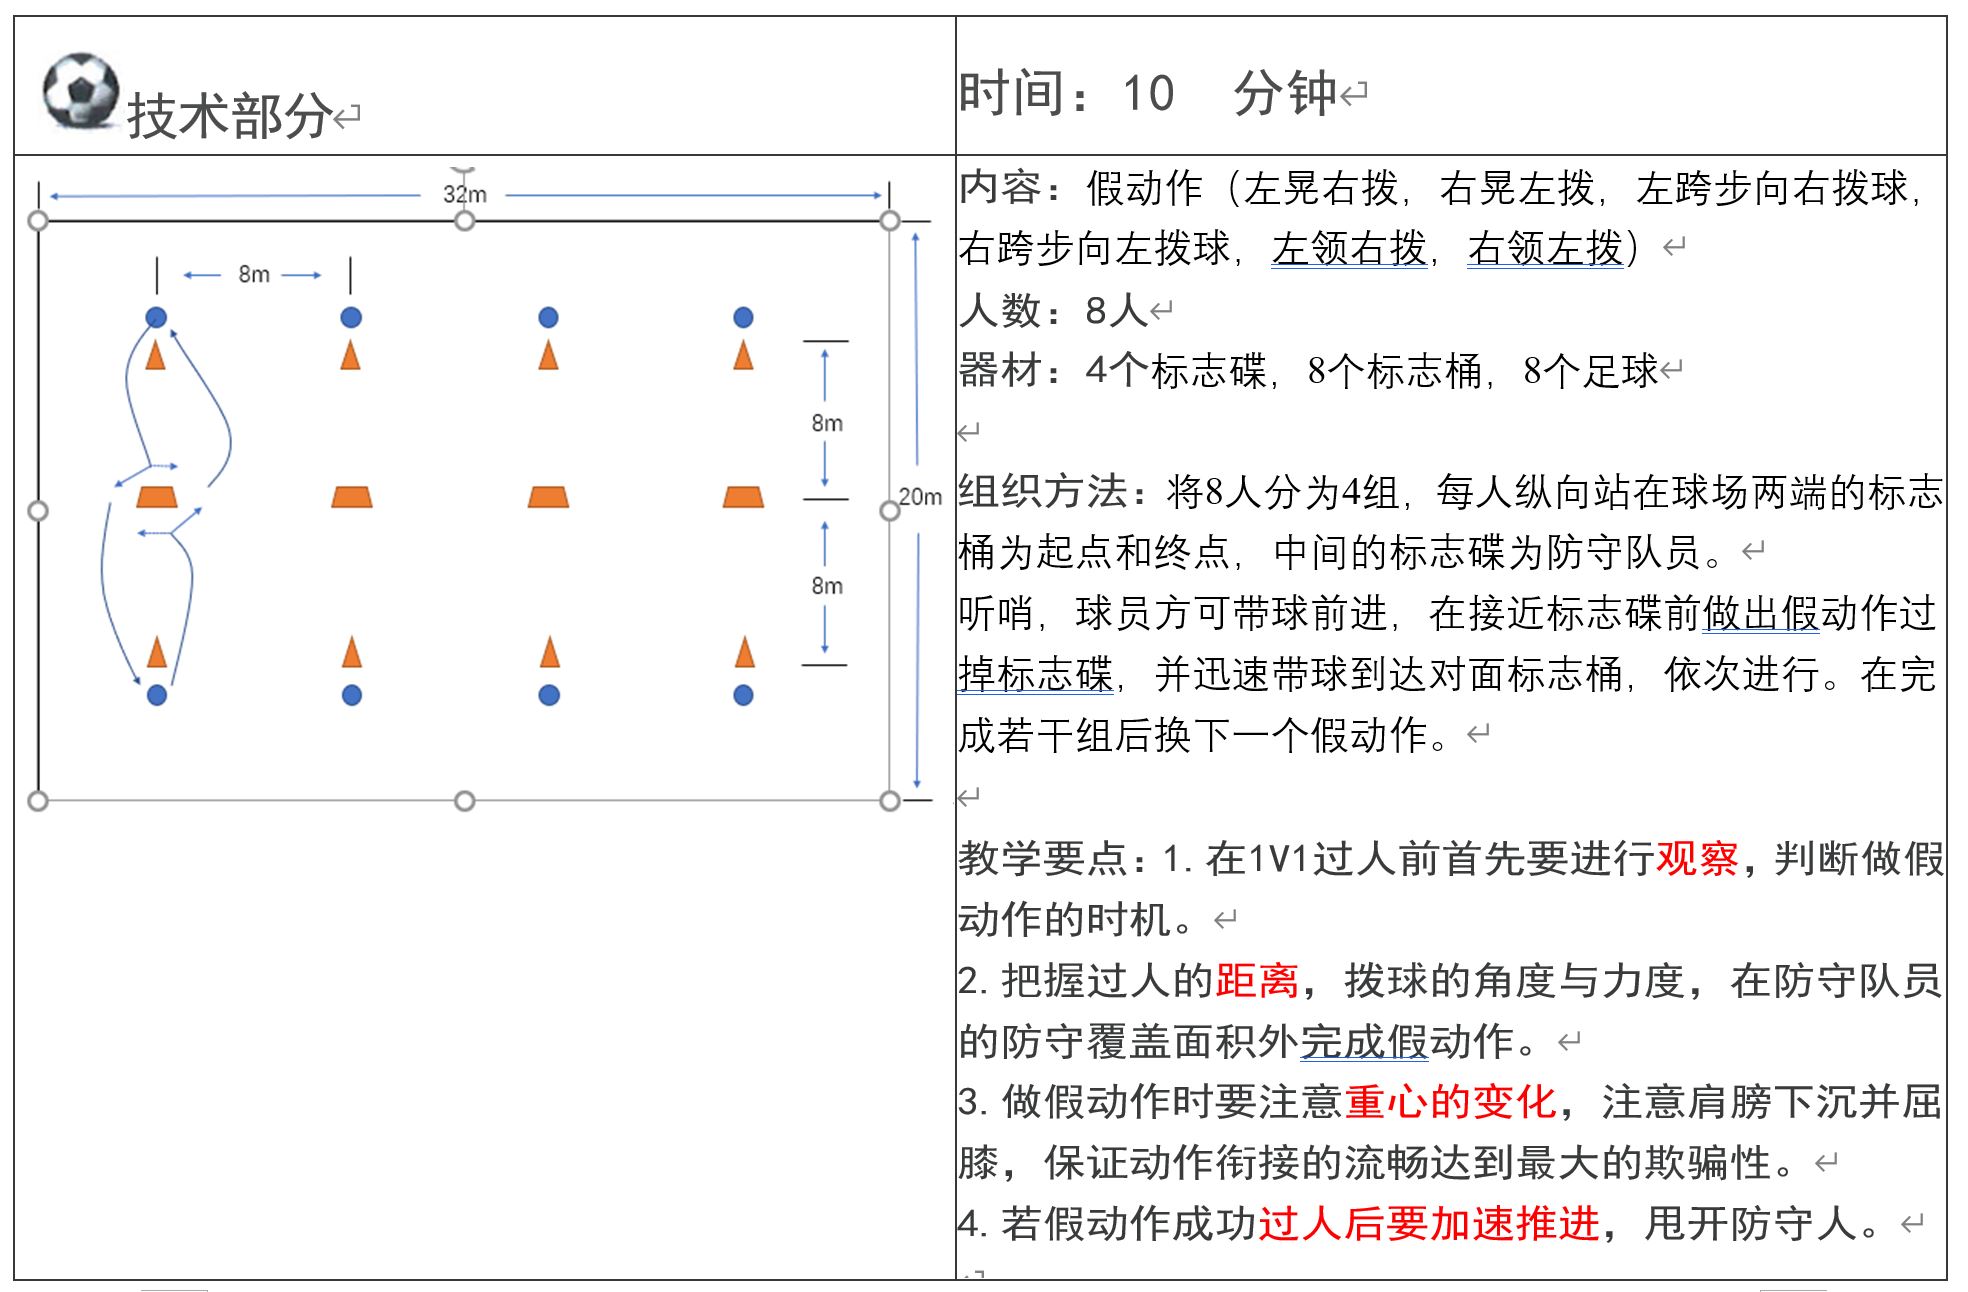 技术部分
时间：10 分钟
32m
8m
8m
20m
8m
内容：假动作（左晃右拨，右晃左拨，左跨步向右拨球，
右跨步向左拨球，左领右拨，右领左拨）
人数：8人
器材：4个标志碟，8个标志桶，8个足球
组织方法：将8人分为4组，每人纵向站在球场两端的标志
桶为起点和终点，中间的标志碟为防守队员。
听哨，球员方可带球前进，在接近标志碟前做出假动作过
掉标志碟，并迅速带球到达对面标志桶，依次进行。在完
成若干组后换下一个假动作。
教学要点：1.在1V1过人前首先要进行观察，判断做假
动作的时机。
2.把握过人的距离，拨球的角度与力度，在防守队员
的防守覆盖面积外完成假动作。
3.做假动作时要注意重心的变化，注意肩膀下沉并屈
膝，保证动作衔接的流畅达到最大的欺骗性。
4.若假动作成功过人后要加速推进，甩开防守人。